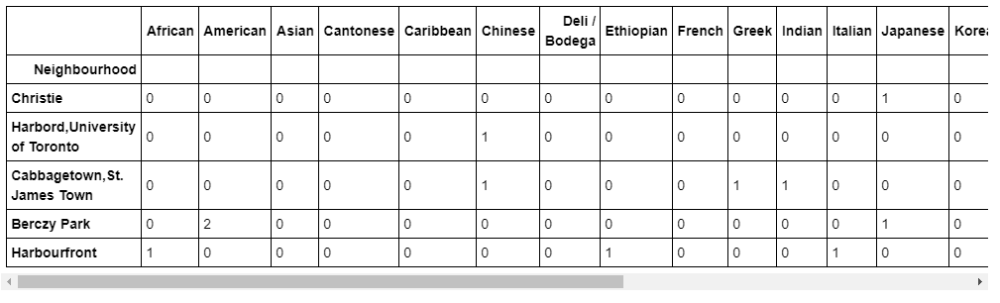 African American Asian Cantonese Caribbean Chinese Deli / Bodega Ethiopian French Greek Indian Italian Japanese Korea
Neighbourhood
Christie 0 0 0 0 0 0 0 0 0 0 0 0 1 0
Harbord,University of Toronto 0 0 0 0 0 1 0 0 0 0 0 0 0 0
Cabbagetown,St. James Town 0 0 0 0 0 1 0 0 0 1 1 0 0 0
Berczy Park 0 2 0 0 0 0 0 0 0 0 0 0 1 0
Harbourfront 1 0 0 0 0 0 0 1 0 0 0 1 0 0